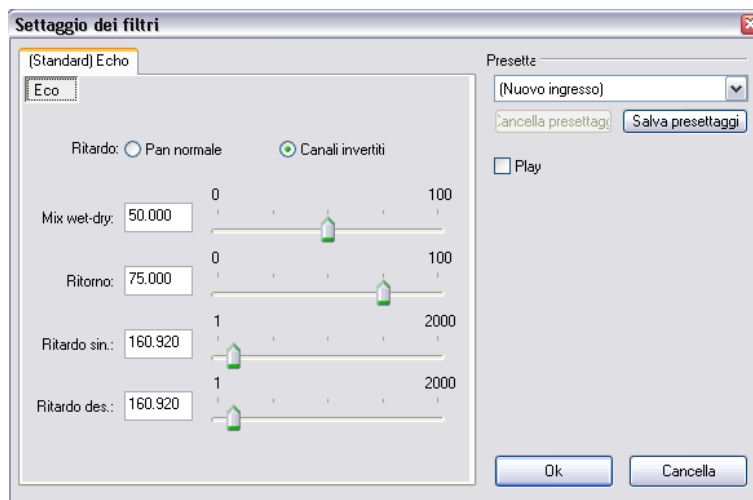 Settaggio dei filtri
(Standard) Echo
Eco
Ritardo: Pan normale Canali invertiti
0 100
Mix wet-dry: 50.000
0 100
Ritorno: 75.000
1 2000
Ritardo sin.: 160.920
1 2000
Ritardo des.: 160.920
Presetta
(Nuovo ingresso)
Cancella presettagg Salva presettaggi
Play
Ok Cancella